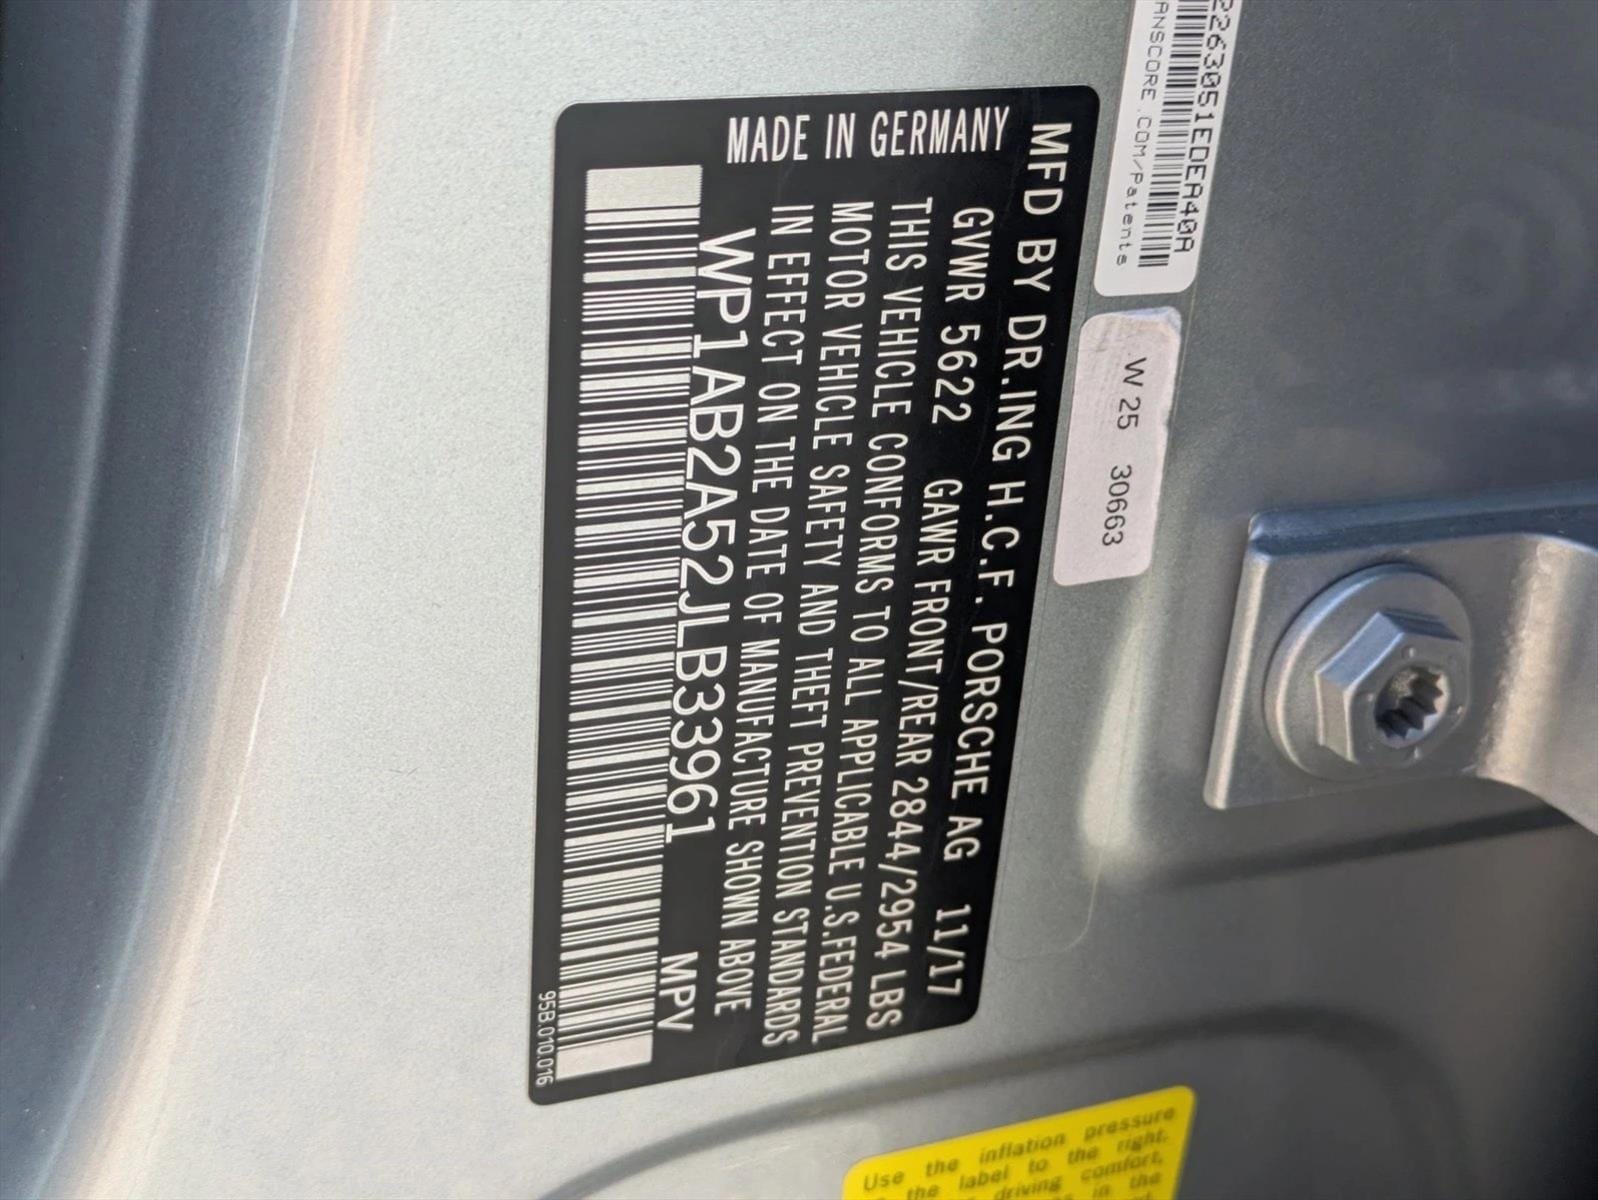 22263051EDEA40A
ANSCORE.COM/Patents
W 25 30663
MFD BY DR.ING H.C.F. PORSCHE AG 11/17
MADE IN GERMANY
GVWR 5622 GAWR FRONT/REAR 2844/2954 LBS
THIS VEHICLE CONFORMS TO ALL APPLICABLE U.S.FEDERAL
MOTOR VEHICLE SAFETY AND THEFT PREVENTION STANDARDS
IN EFFECT ON THE DATE OF MANUFACTURE SHOWN ABOVE
WP1AB2A52JLB33961 MPV
95B.010.016
Use the inflation pressure
the label to the right.
driving comfort,
in the